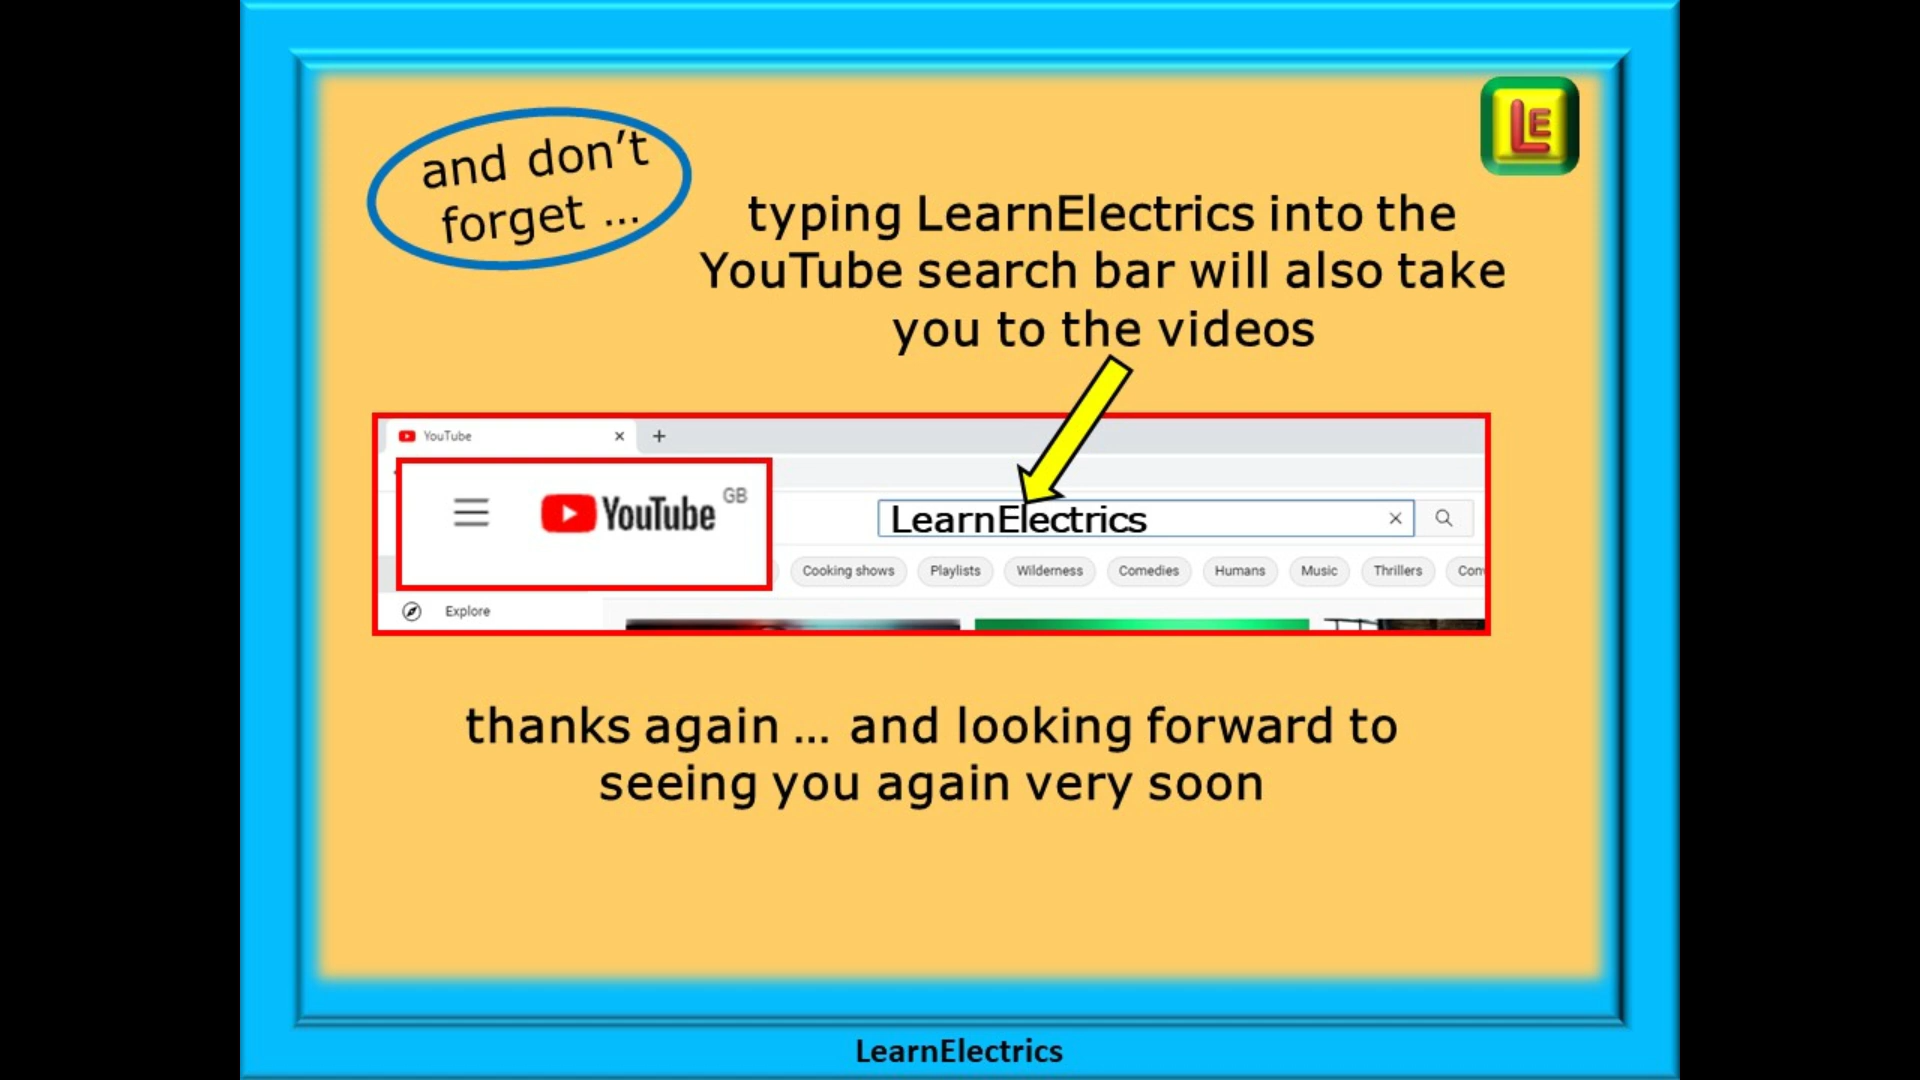 and don't
forget ...
LE
typing LearnElectrics into the
YouTube search bar will also take
you to the videos
YouTube
YouTube GB
LearnElectrics
Cooking shows Playlists Wilderness Comedies Humans Music Thrillers
Explore
thanks again ... and looking forward to
seeing you again very soon
LearnElectrics